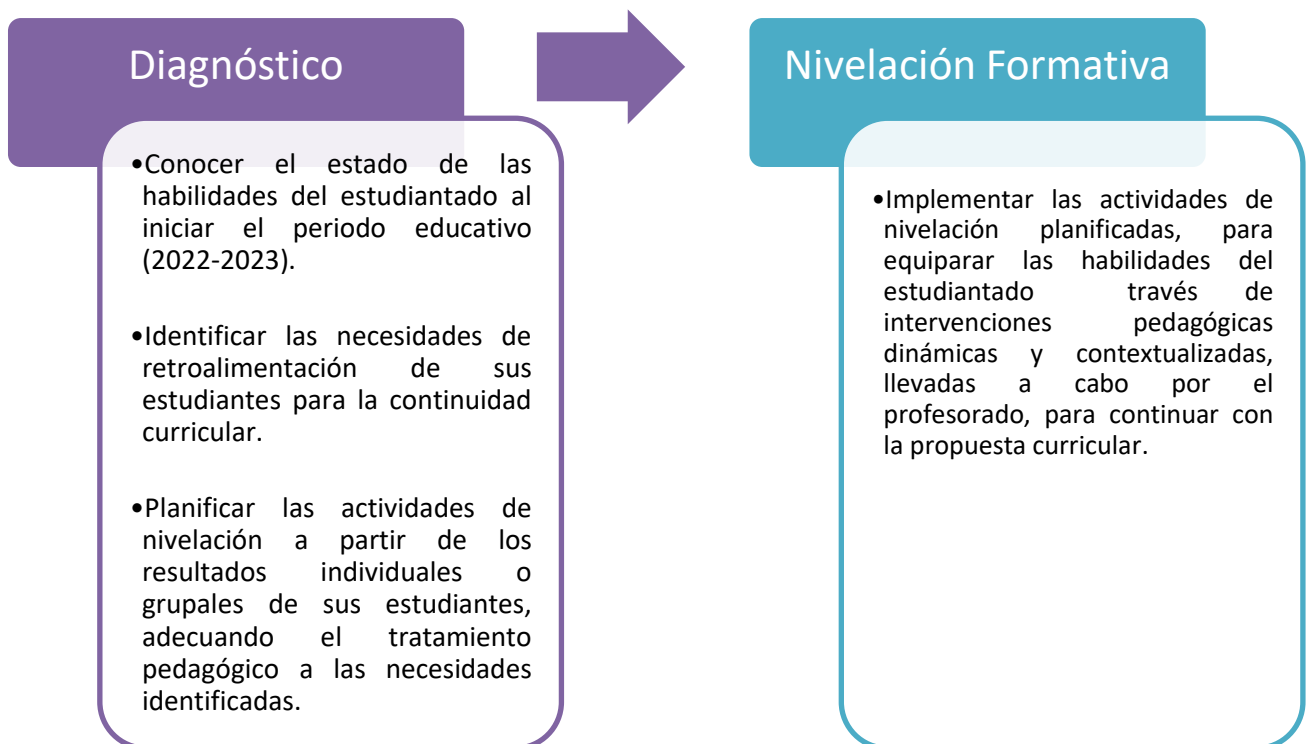 Diagnóstico
•Conocer el estado de las
habilidades del estudiantado al
iniciar el periodo educativo
(2022-2023).
•Identificar las necesidades de
retroalimentación de sus
estudiantes para la continuidad
curricular.
•Planificar las actividades de
nivelación a partir de los
resultados individuales o
grupales de sus estudiantes,
adecuando el tratamiento
pedagógico a las necesidades
identificadas.
Nivelación Formativa
•Implementar las actividades de
nivelación planificadas, para
equiparar las habilidades del
estudiantado través de
intervenciones pedagógicas
dinámicas y contextualizadas,
llevadas a cabo por el
profesorado, para continuar con
la propuesta curricular.